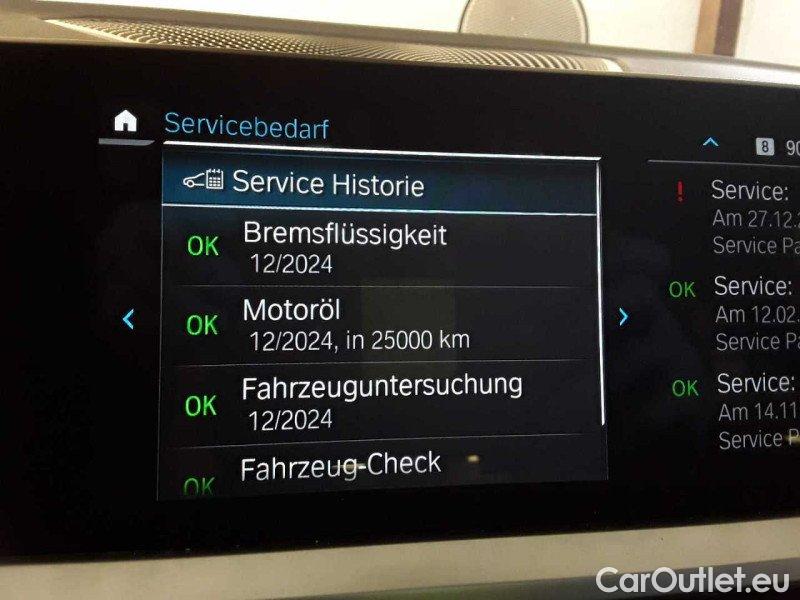 Servicebedarf
Service Historie
OK Bremsflüssigkeit
12/2024
OK Motoröl
12/2024, in 25000 km
OK Fahrzeuguntersuchung
12/2024
OK Fahrzeug-Check
8 90
! Service:
Am 27.12.
Service Pa
OK Service:
Am 12.02.
Service Pa
OK Service:
Am 14.11
Service P
CarOutlet.eu